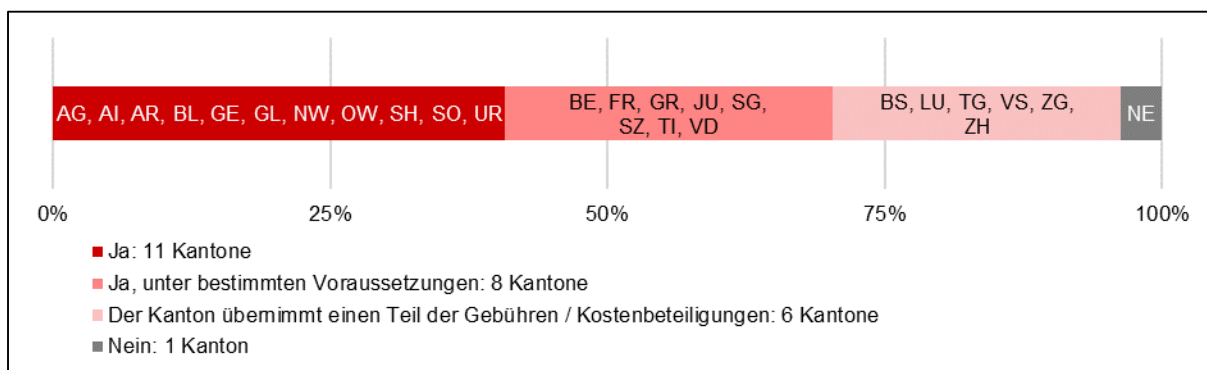 AG, AI, AR, BL, GE, GL, NW, OW, SH, SO, UR
BE, FR, GR, JU, SG,
SZ, TI, VD
BS, LU, TG, VS, ZG,
ZH
NE
0%
25%
50%
75%
100%
Ja: 11 Kantone
Ja, unter bestimmten Voraussetzungen: 8 Kantone
Der Kanton übernimmt einen Teil der Gebühren / Kostenbeteiligungen: 6 Kantone
Nein: 1 Kanton